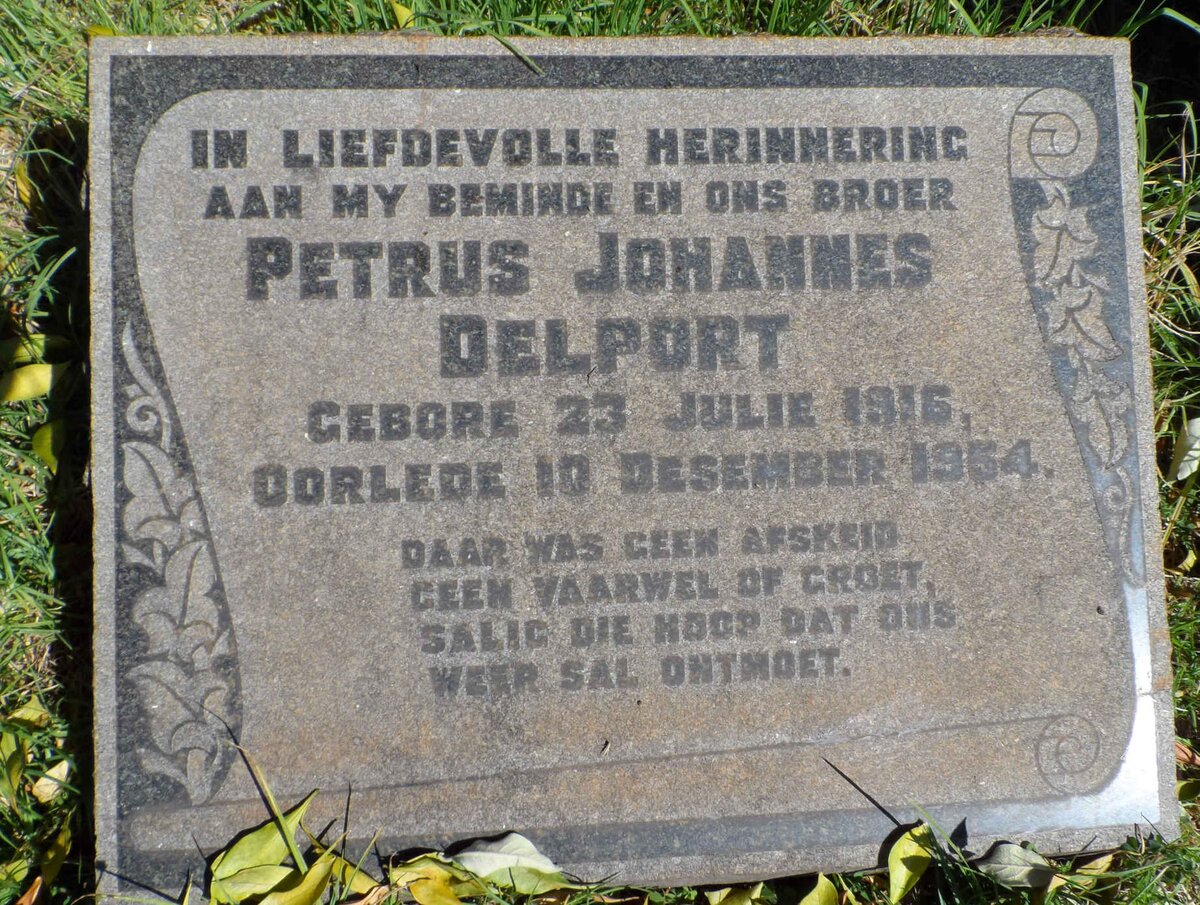 IN LIEFDEVOLLE HERINNERING
AAN MY BEMINDE EN ONS BROER
PETRUS JOHANNES
DELPORT
GEBORE 23 JULIE 1916,
OORLEDE 10 DESEMBER 1954.
DAAR WAS GEEN AFSKEID
GEEN VAARWEL OF GROET,
SALIG DIE HOOP DAT ONS
WEER SAL ONTMOET.